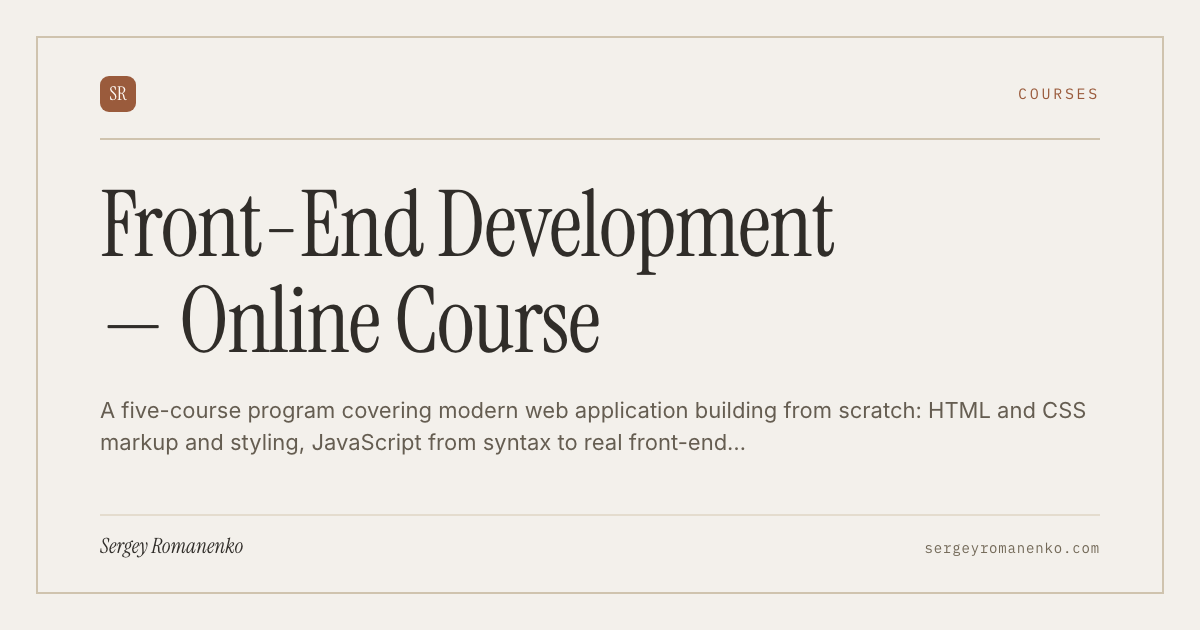 SR
COURSES
Front-End Development
— Online Course
A five-course program covering modern web application building from scratch: HTML and CSS
markup and styling, JavaScript from syntax to real front-end...
Sergey Romanenko
sergeyromanenko.com